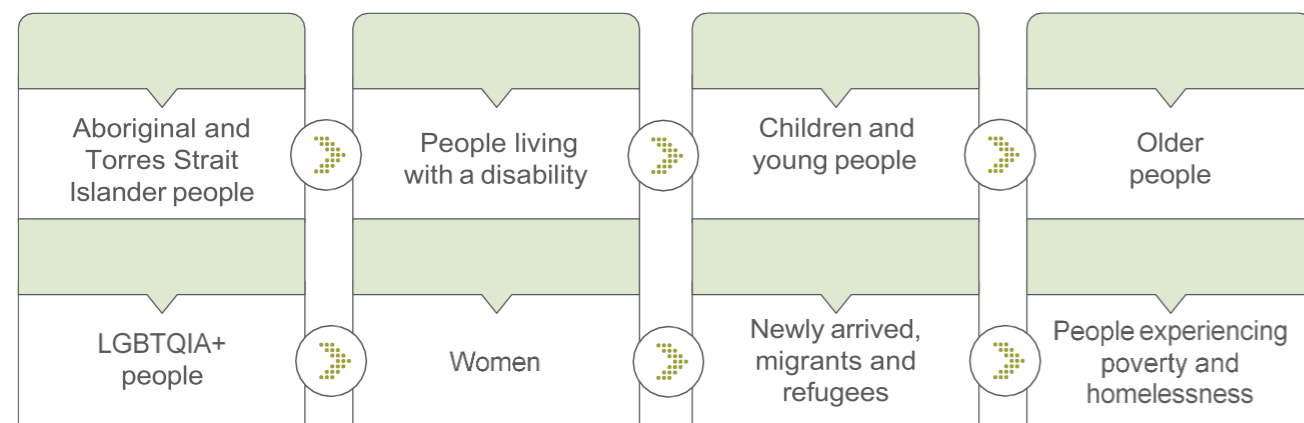 Aboriginal and
Torres Strait
Islander people
People living
with a disability
Children and
young people
Older
people
LGBTQIA+
people
Women
Newly arrived,
migrants and
refugees
People experiencing
poverty and
homelessness